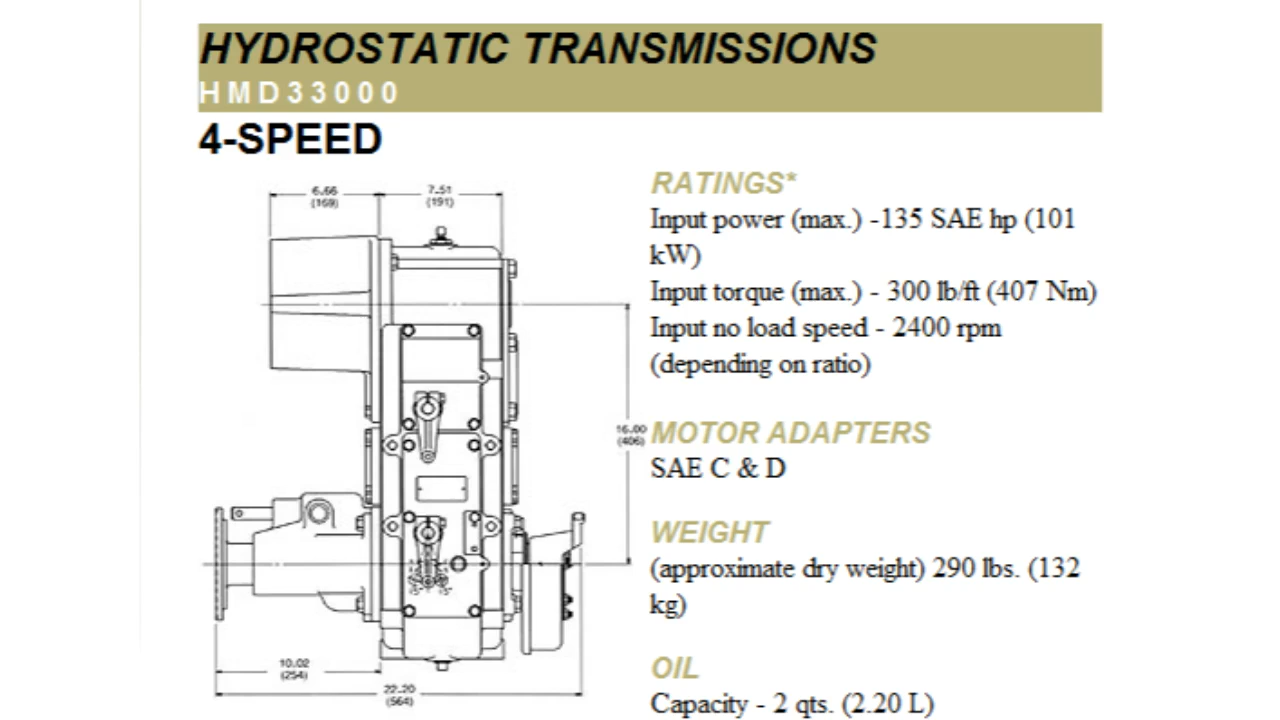 HYDROSTATIC TRANSMISSIONS
HMD33000
4-SPEED
6.66
(169)
7.51
(191)
16.00
(406)
10.02
(254)
22.20
(564)
RATINGS*
Input power (max.) -135 SAE hp (101
kW)
Input torque (max.) - 300 lb/ft (407 Nm)
Input no load speed - 2400 rpm
(depending on ratio)
MOTOR ADAPTERS
SAE C & D
WEIGHT
(approximate dry weight) 290 lbs. (132
kg)
OIL
Capacity - 2 qts. (2.20 L)